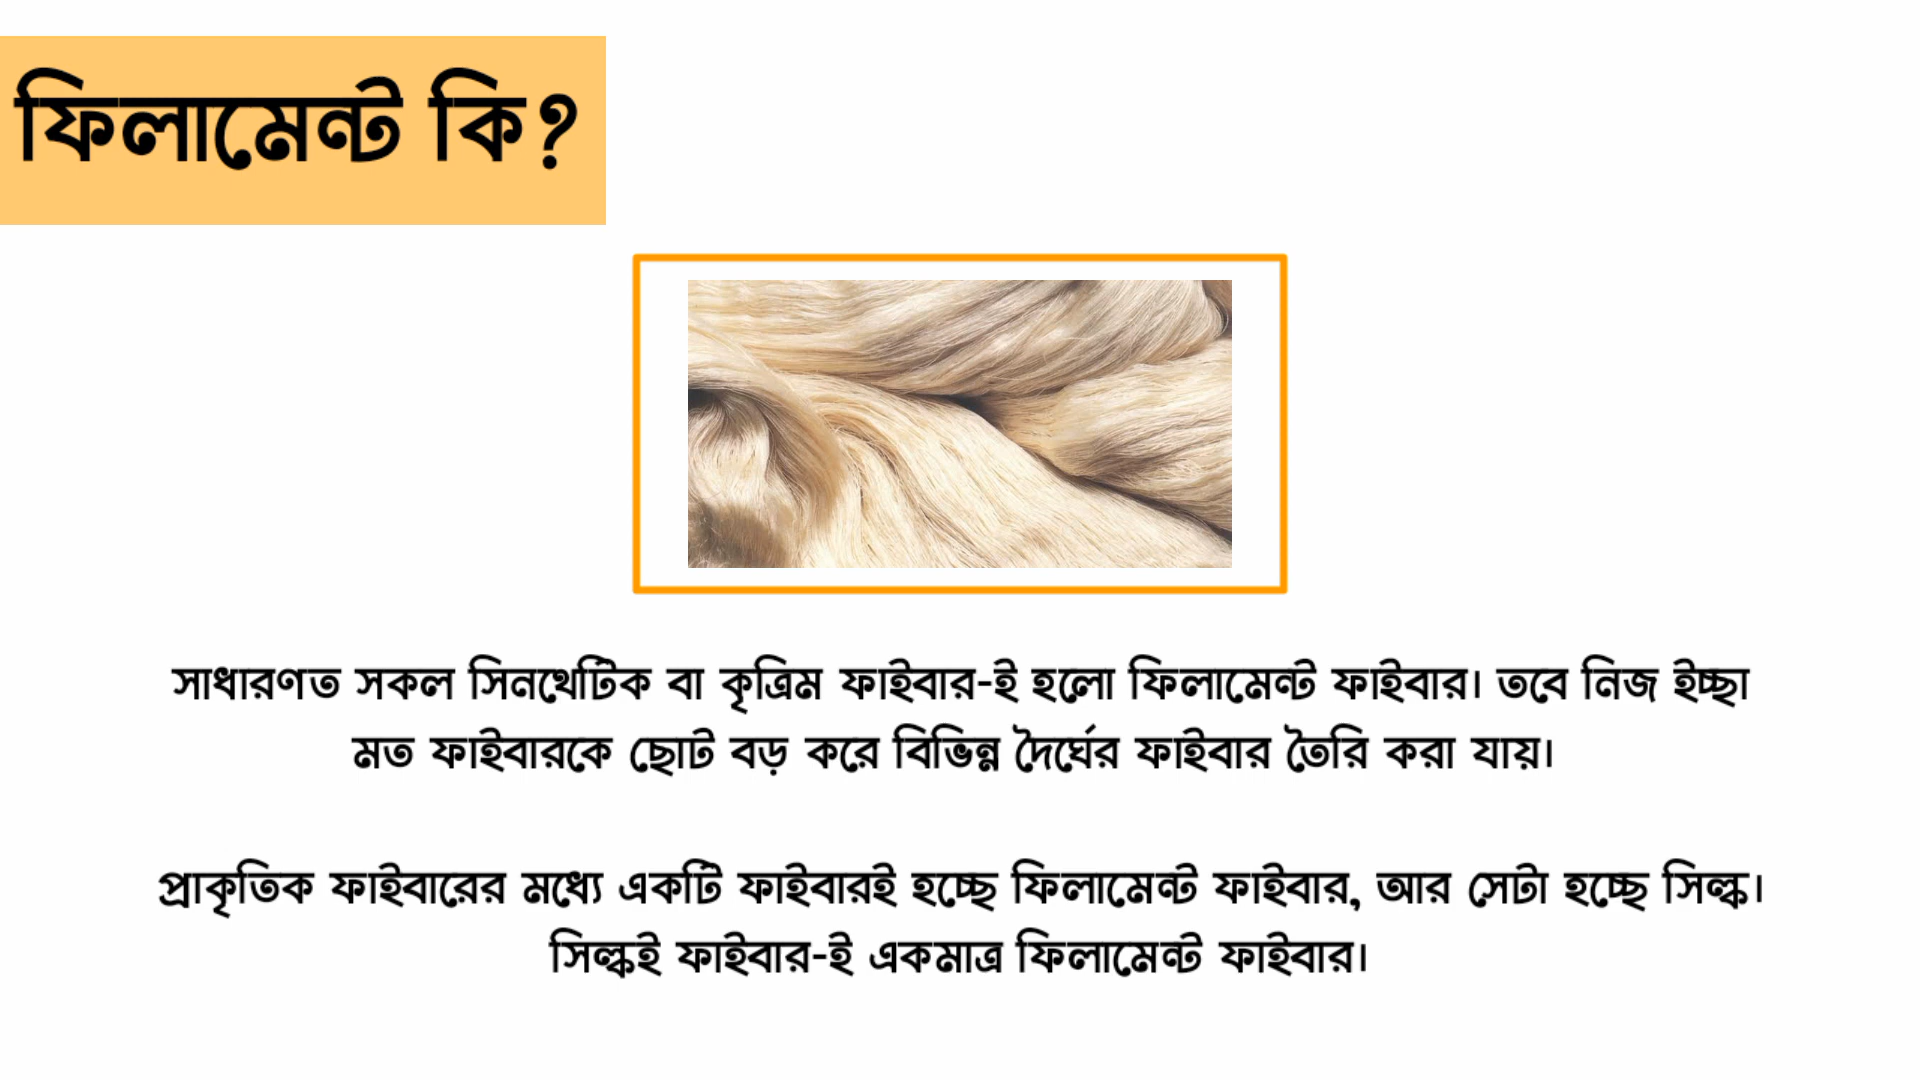 ফিলামেন্ট কি?
সাধারণত সকল সিনথেটিক বা কৃত্রিম ফাইবার-ই হলো ফিলামেন্ট ফাইবার। তবে নিজ ইচ্ছা
মত ফাইবারকে ছোট বড় করে বিভিন্ন দৈর্ঘের ফাইবার তৈরি করা যায়।
প্রাকৃতিক ফাইবারের মধ্যে একটি ফাইবারই হচ্ছে ফিলামেন্ট ফাইবার, আর সেটা হচ্ছে সিল্ক।
সিল্কই ফাইবার-ই একমাত্র ফিলামেন্ট ফাইবার।